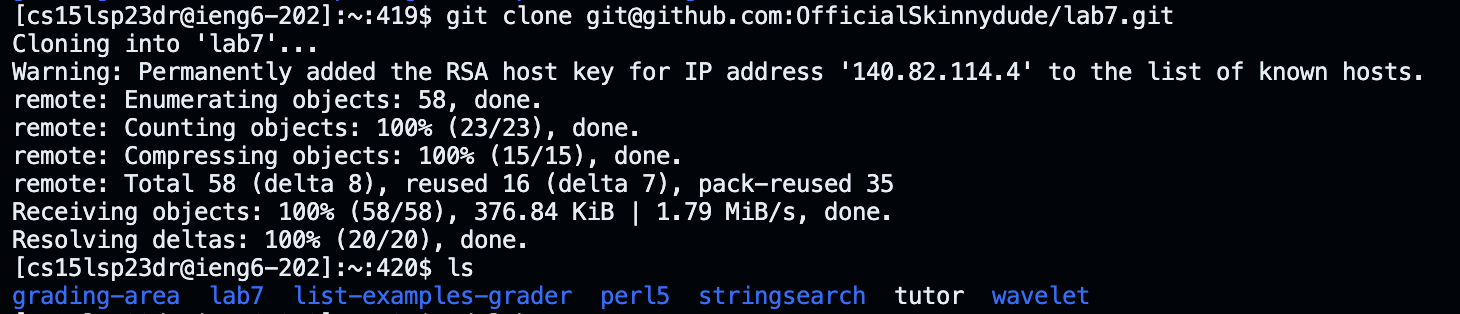 [cs15lsp23dr@ieng6-202]:~:419$ git clone git@github.com:OfficialSkinnydude/lab7.git
Cloning into 'lab7'...
Warning: Permanently added the RSA host key for IP address '140.82.114.4' to the list of known hosts.
remote: Enumerating objects: 58, done.
remote: Counting objects: 100% (23/23), done.
remote: Compressing objects: 100% (15/15), done.
remote: Total 58 (delta 8), reused 16 (delta 7), pack-reused 35
Receiving objects: 100% (58/58), 376.84 KiB | 1.79 MiB/s, done.
Resolving deltas: 100% (20/20), done.
[cs15lsp23dr@ieng6-202]:~:420$ ls
grading-area  lab7  list-examples-grader  perl5  stringsearch  tutor  wavelet